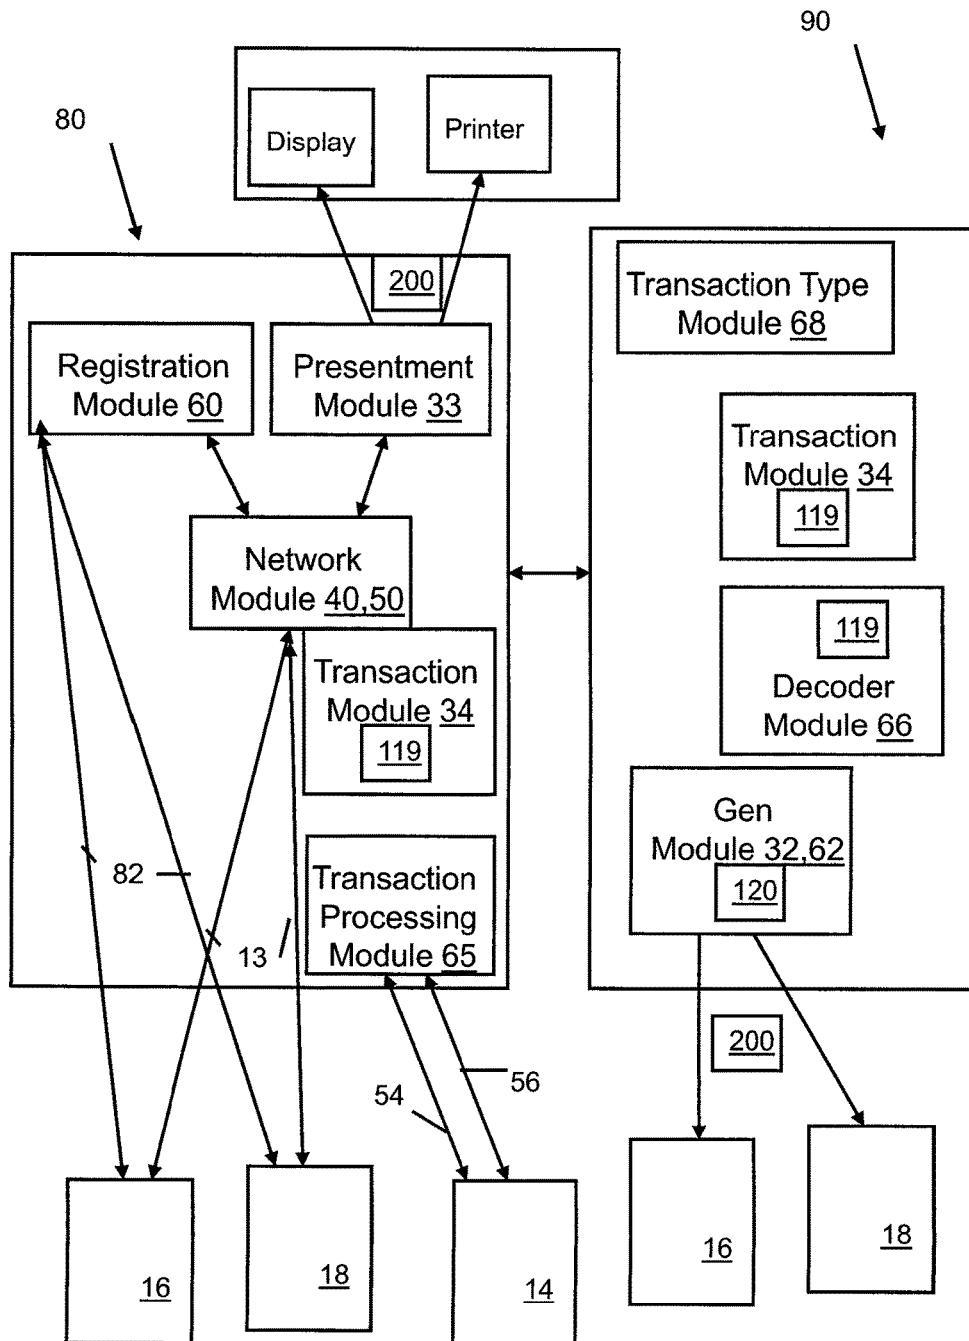 90
80
Display
Printer
200
Transaction Type
Module 68
Registration
Module 60
Presentment
Module 33
Transaction
Module 34
119
Network
Module 40,50
119
Decoder
Module 66
Transaction
Module 34
119
Gen
Module 32,62
120
Transaction
Processing
Module 65
82
13
200
54
56
16
18
14
16
18